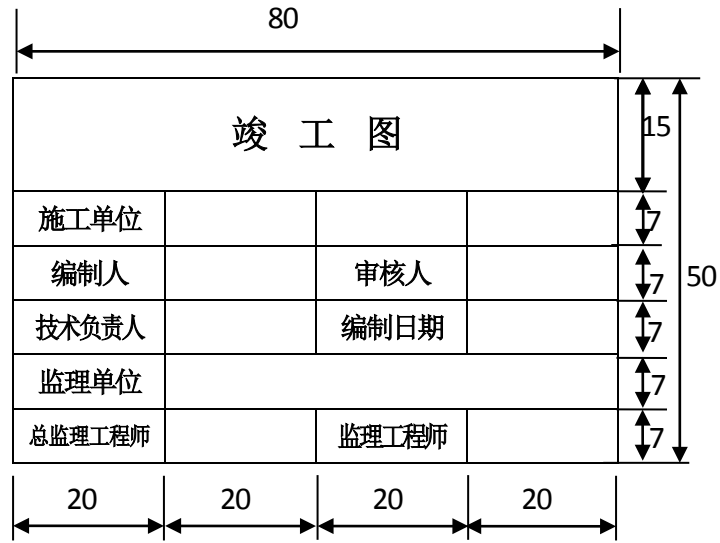 80
竣 工 图
15
施工单位
7
编制人 审核人
7
50
技术负责人 编制日期
7
监理单位
7
总监理工程师 监理工程师
7
20 20 20 20